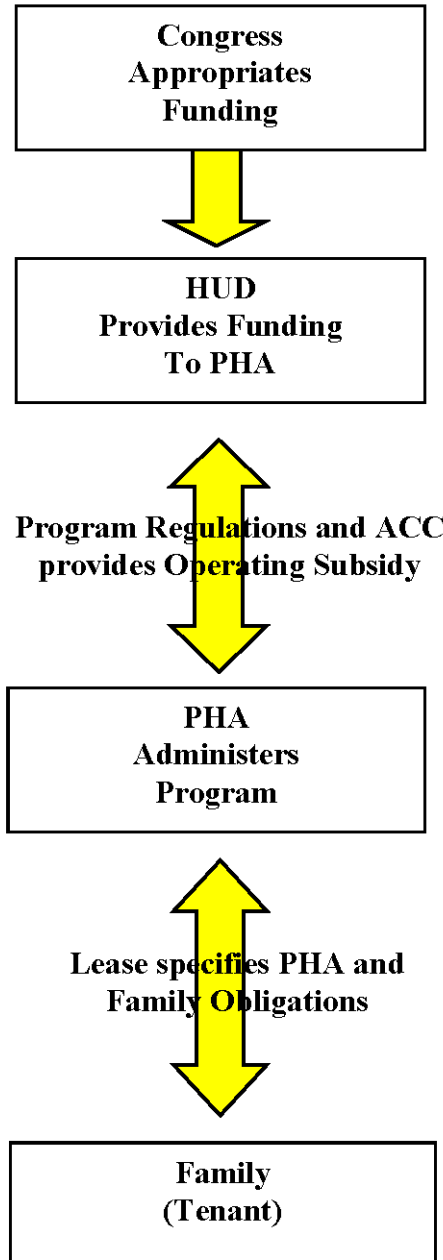 Congress
Appropriates
Funding
HUD
Provides Funding
To PHA
Program Regulations and ACC
provides Operating Subsidy
PHA
Administers
Program
Lease specifies PHA and
Family Obligations
Family
(Tenant)